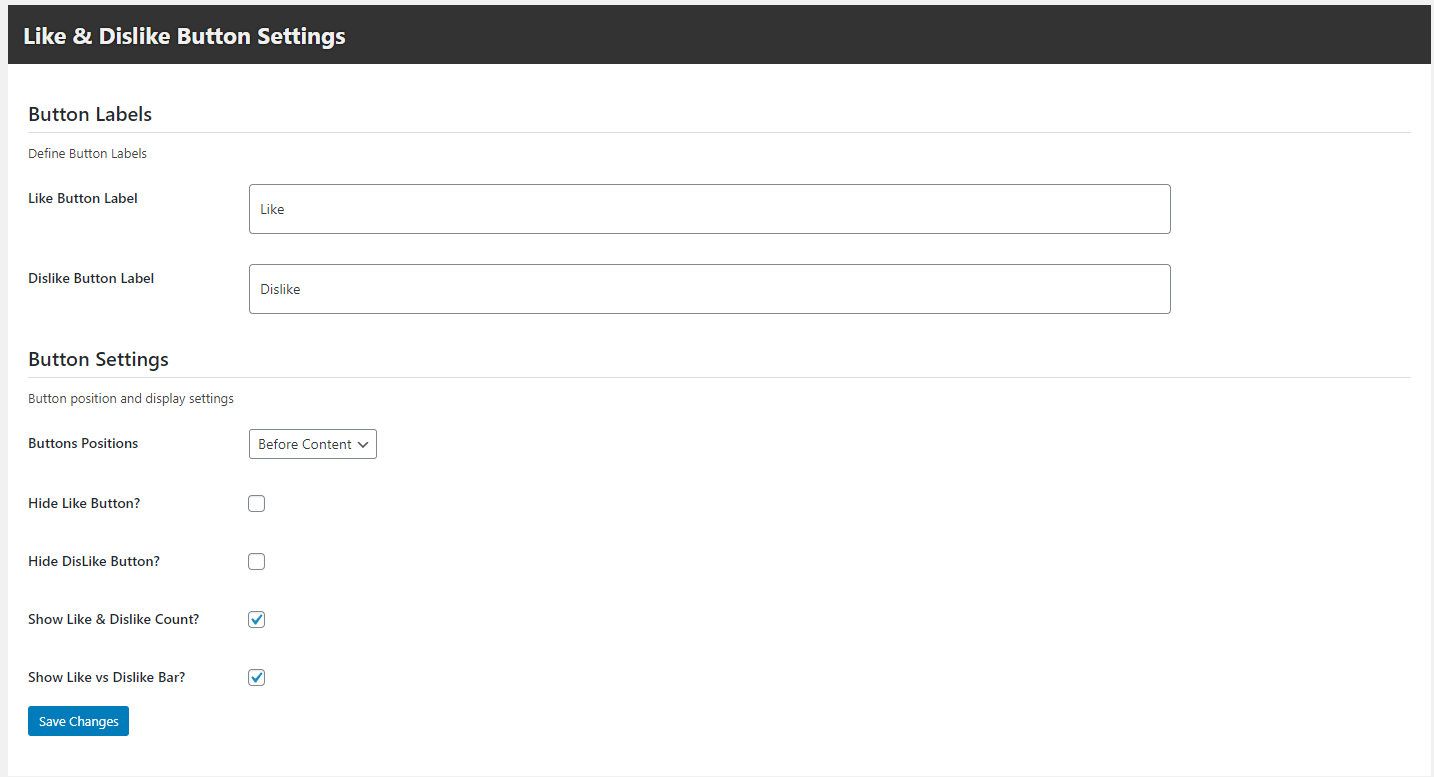 Like & Dislike Button Settings
Button Labels
Define Button Labels
Like Button Label
Like
Dislike Button Label
Dislike
Button Settings
Button position and display settings
Buttons Positions
Before Content
Hide Like Button?
Hide DisLike Button?
Show Like & Dislike Count?
Show Like vs Dislike Bar?
Save Changes